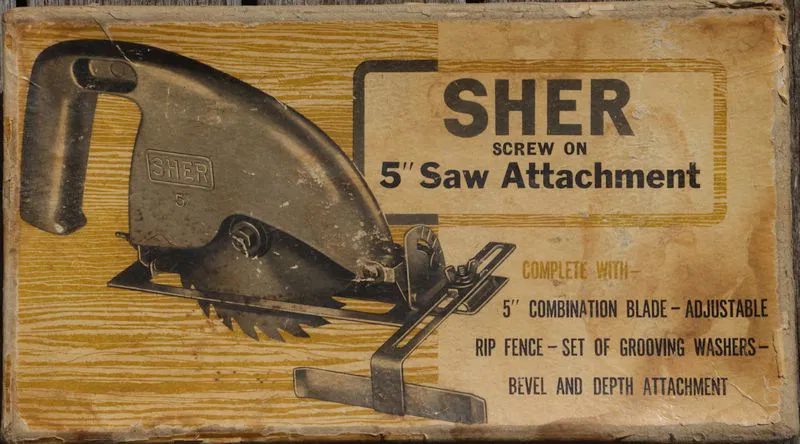 SHER
5
SHER
SCREW ON
5" Saw Attachment
COMPLETE WITH-
5" COMBINATION BLADE - ADJUSTABLE
RIP FENCE - SET OF GROOVING WASHERS-
BEVEL AND DEPTH ATTACHMENT